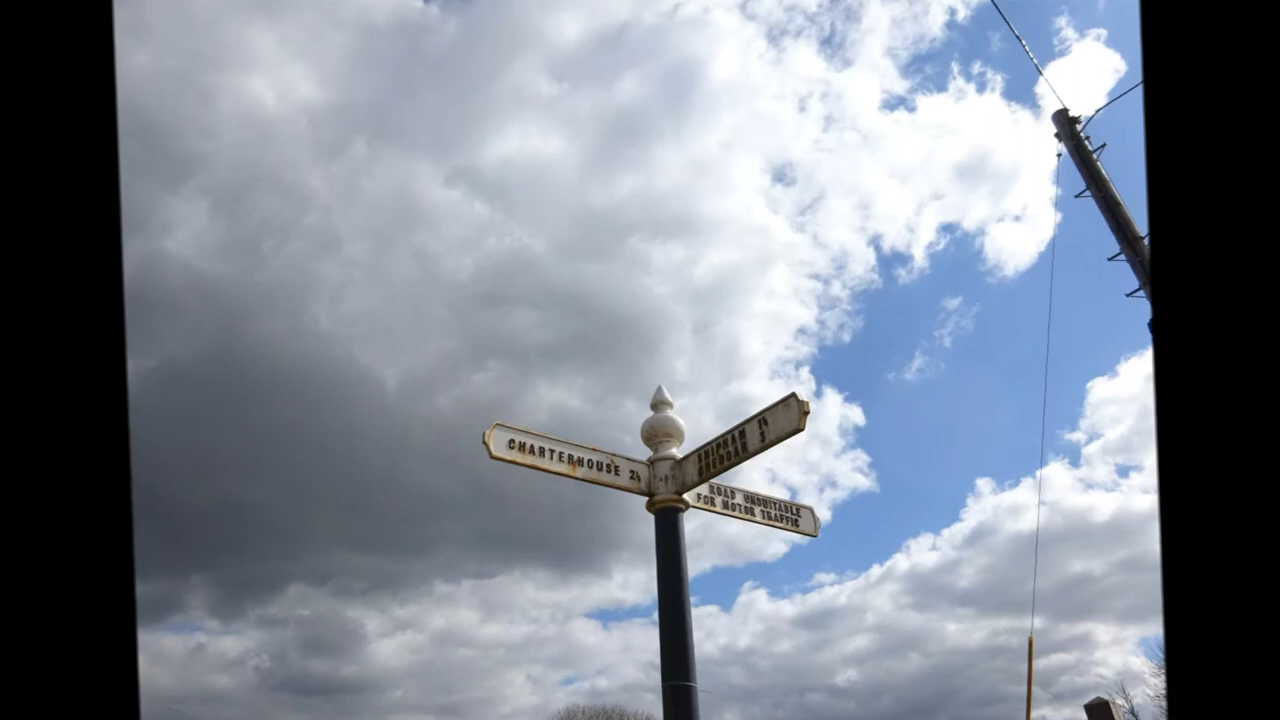 CHARTERHOUSE 2¼
SHIPHAM 1½
CHEDDAR 3
ROAD UNSUITABLE
FOR MOTOR TRAFFIC